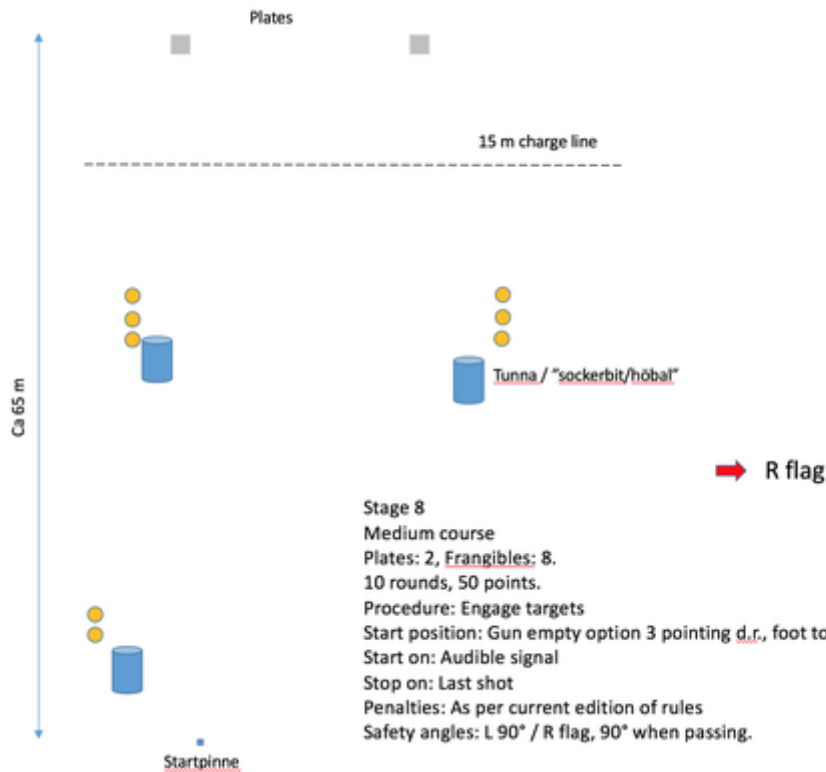 Plates
15 m charge line
Ca 65 m
Tunna / "sockerbit/höbal"
R flag
Stage 8
Medium course
Plates: 2, Frangibles: 8.
10 rounds, 50 points.
Procedure: Engage targets
Start position: Gun empty option 3 pointing d.r., foot to
Start on: Audible signal
Stop on: Last shot
Penalties: As per current edition of rules
Safety angles: L 90° / R flag, 90° when passing.
Startpinne